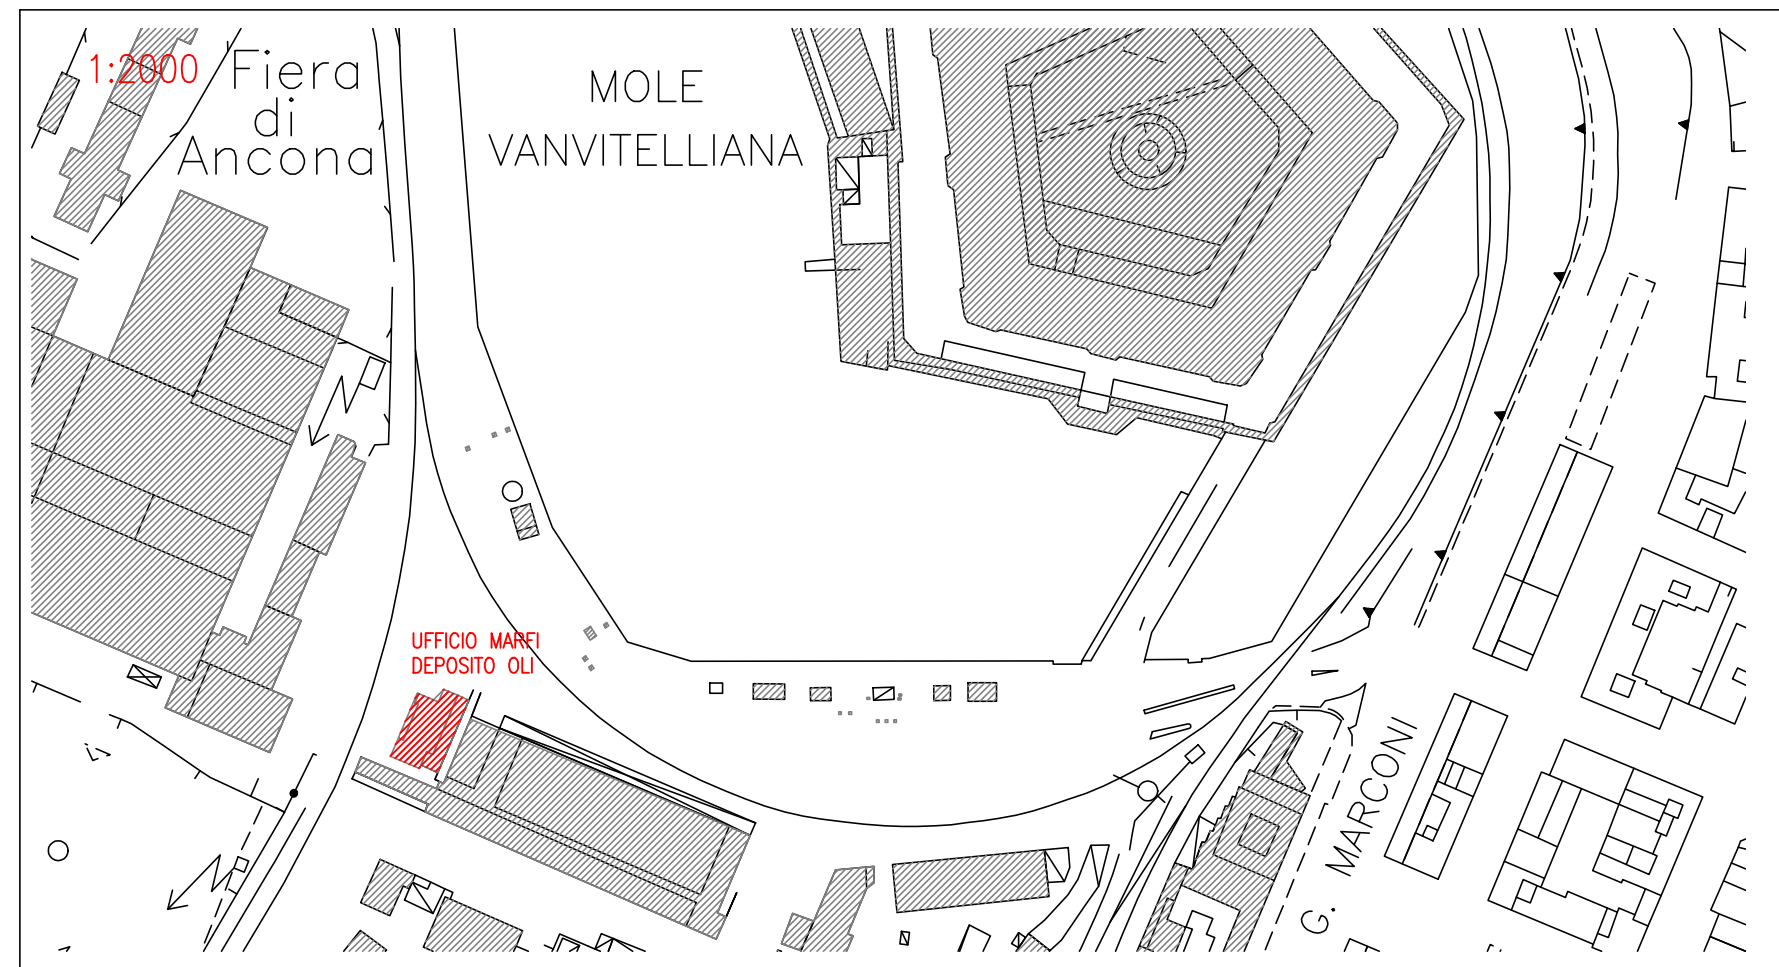 1:2000
Fiera
di
Ancona
MOLE
VANVITELLIANA
UFFICIO MARFI
DEPOSITO OLI
G. MARCONI